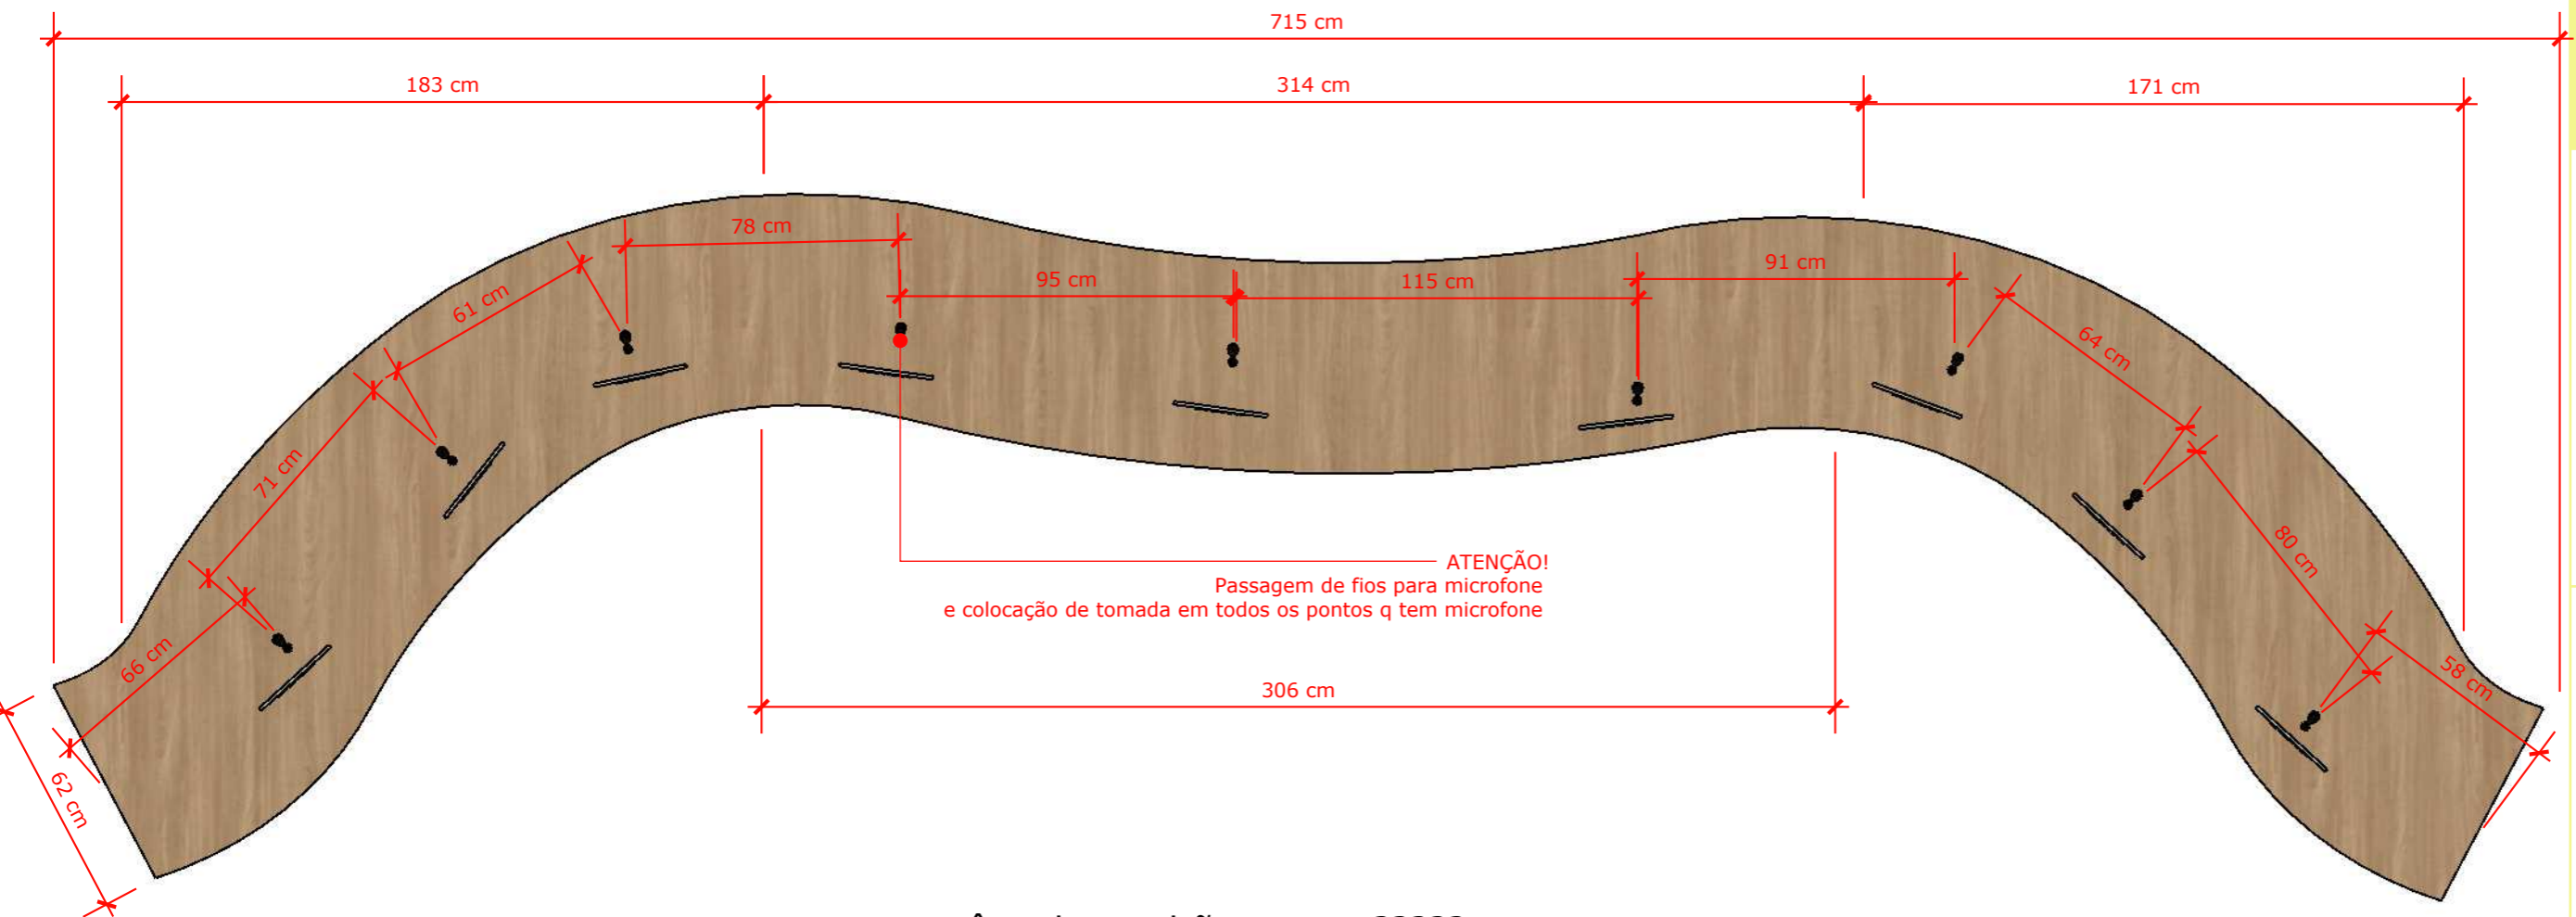 715 cm
183 cm
314 cm
171 cm
78 cm
95 cm
115 cm
91 cm
61 cm
64 cm
71 cm
80 cm
66 cm
58 cm
62 cm
ATENÇÃO!
Passagem de fios para microfone
e colocação de tomada em todos os pontos q tem microfone
306 cm